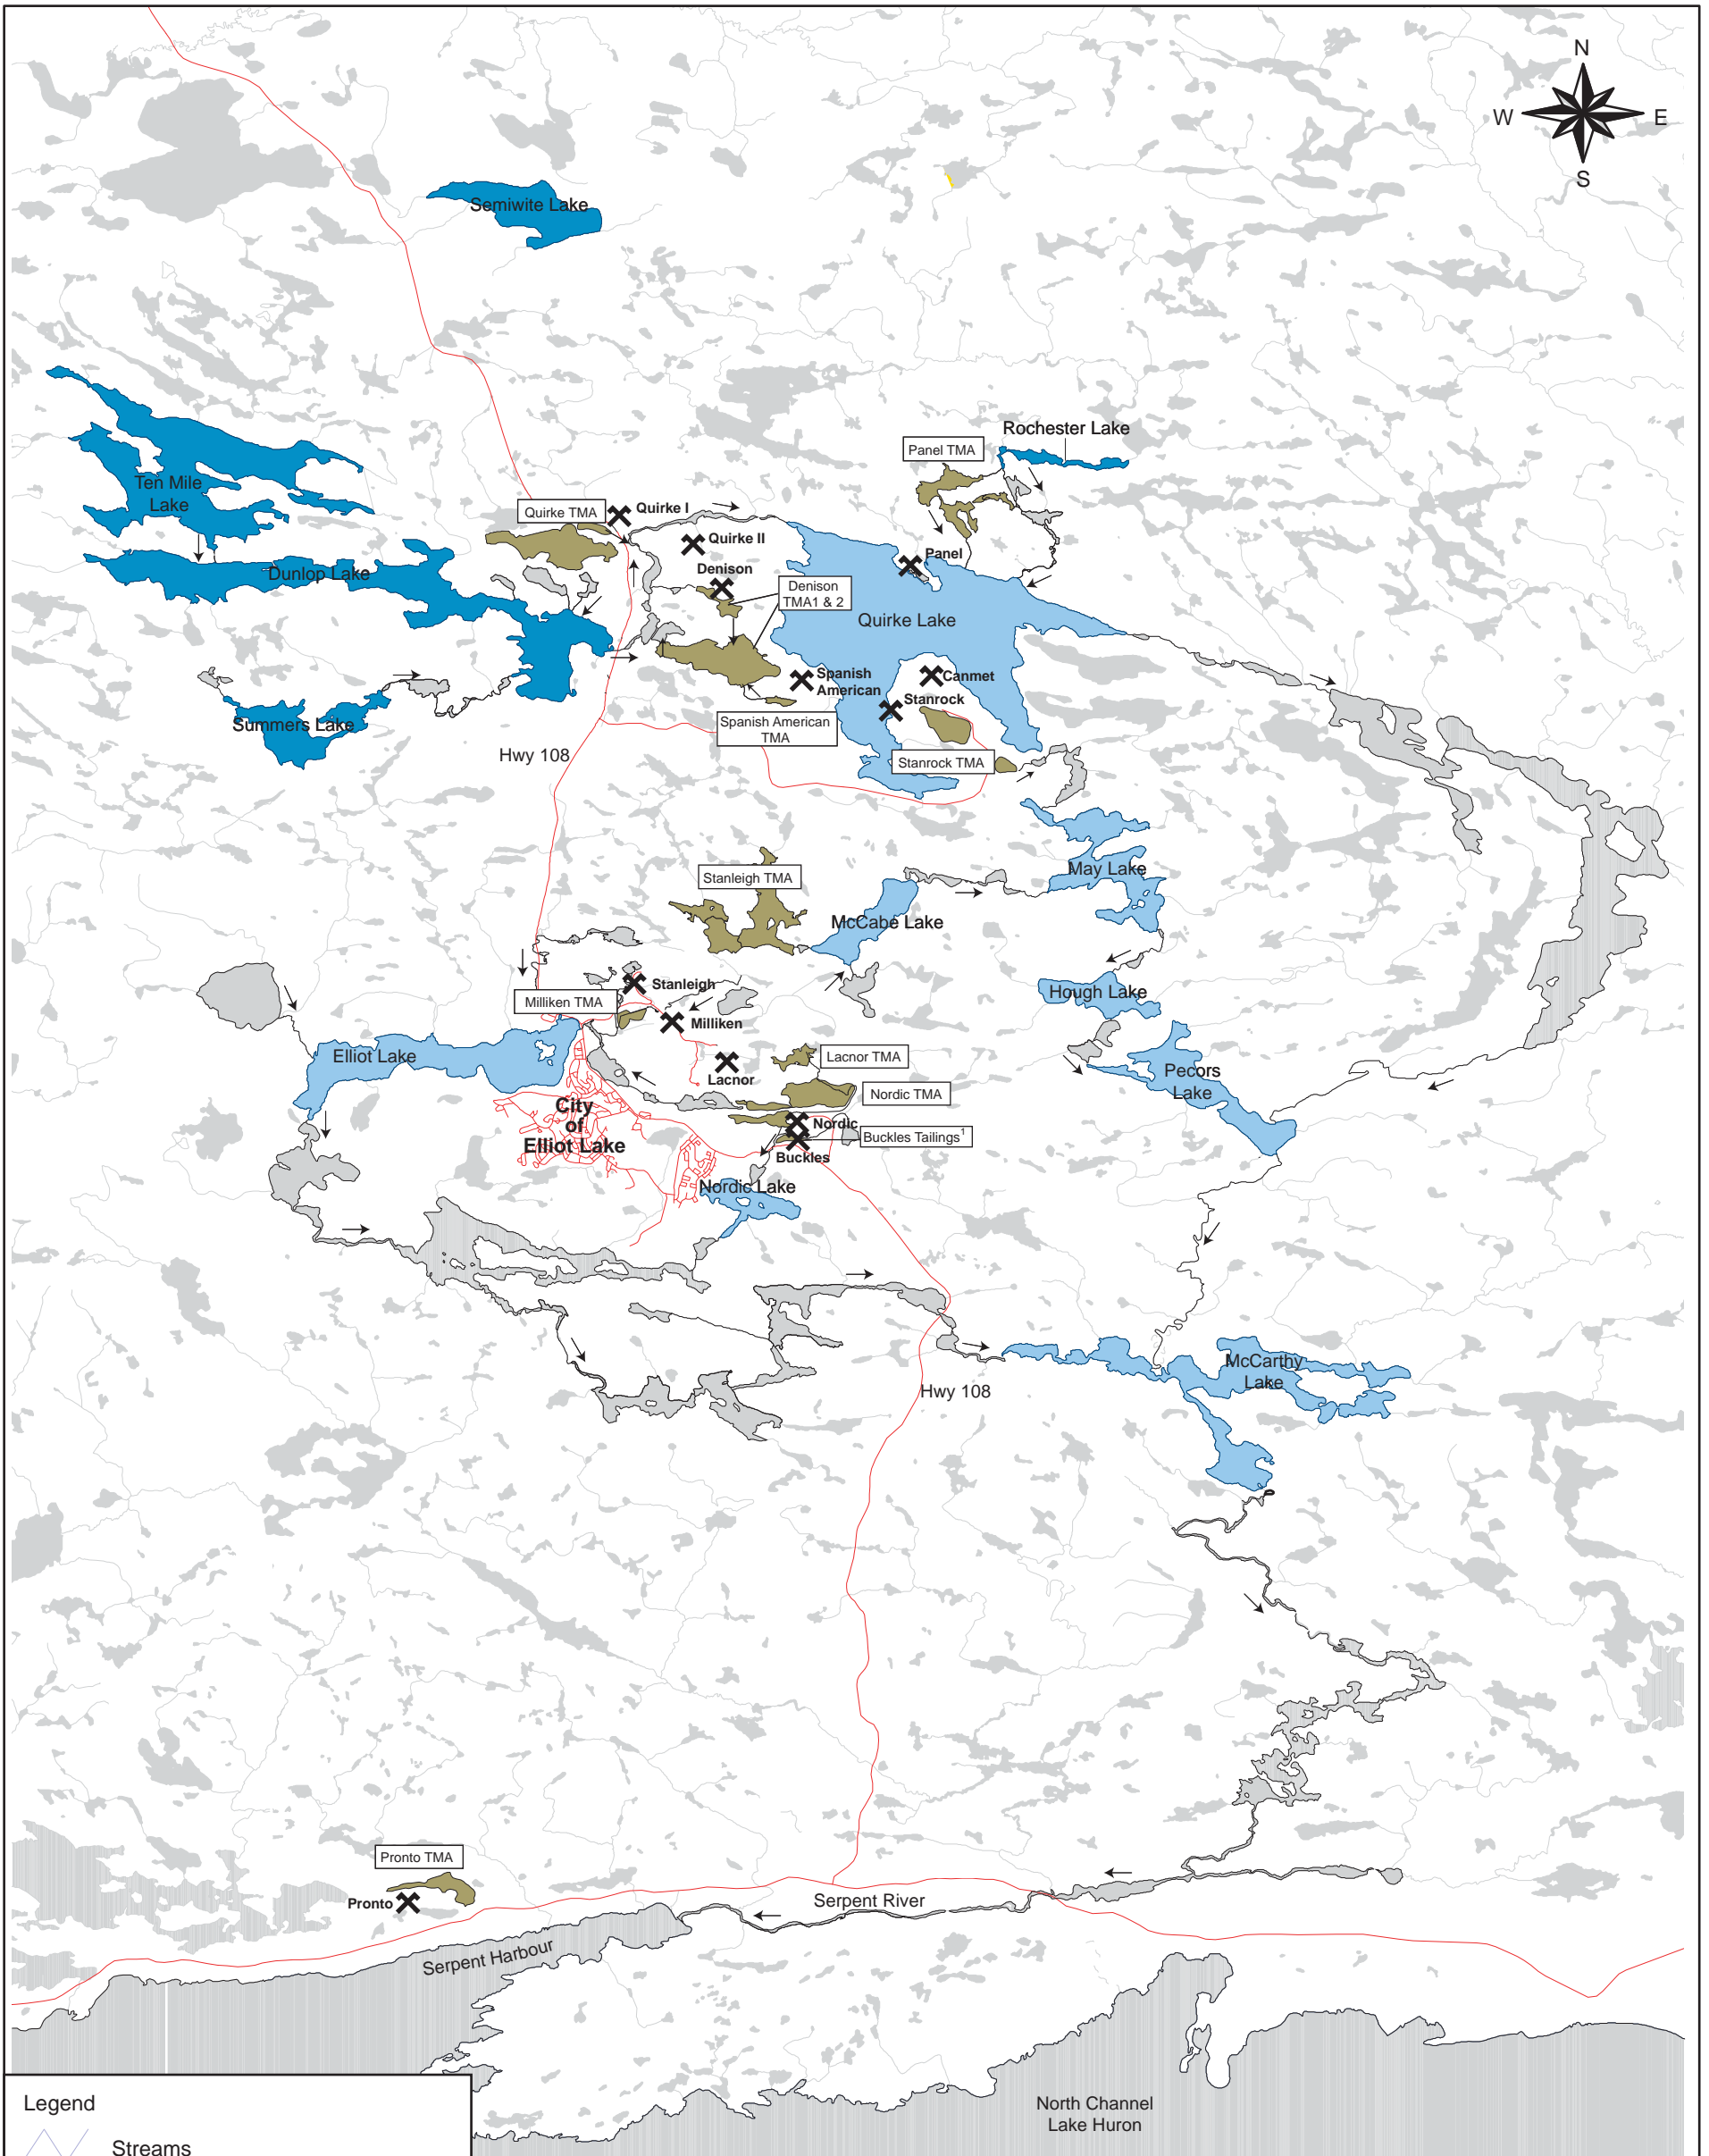 N
W
E
S
Semiwite Lake
Rochester Lake
Panel TMA
Ten Mile
Lake
Quirke TMA
Quirke I
Quirke II
Panel
Denison
Dunlop Lake
Denison
TMA1 & 2
Quirke Lake
Spanish
American
Canmet
Stanrock
Summers Lake
Spanish American
TMA
Hwy 108
Stanrock TMA
May Lake
Stanleigh TMA
McCabe Lake
Stanleigh
Hough Lake
Milliken TMA
Milliken
Elliot Lake
Lacnor TMA
Lacnor
Pecors
Lake
Nordic TMA
City
of
Elliot Lake
Nordic
Buckles Tailings¹
Buckles
Nordic Lake
McCarthy
Lake
Hwy 108
Pronto TMA
Pronto
Serpent River
Serpent Harbour
North Channel
Lake Huron
Legend
Streams